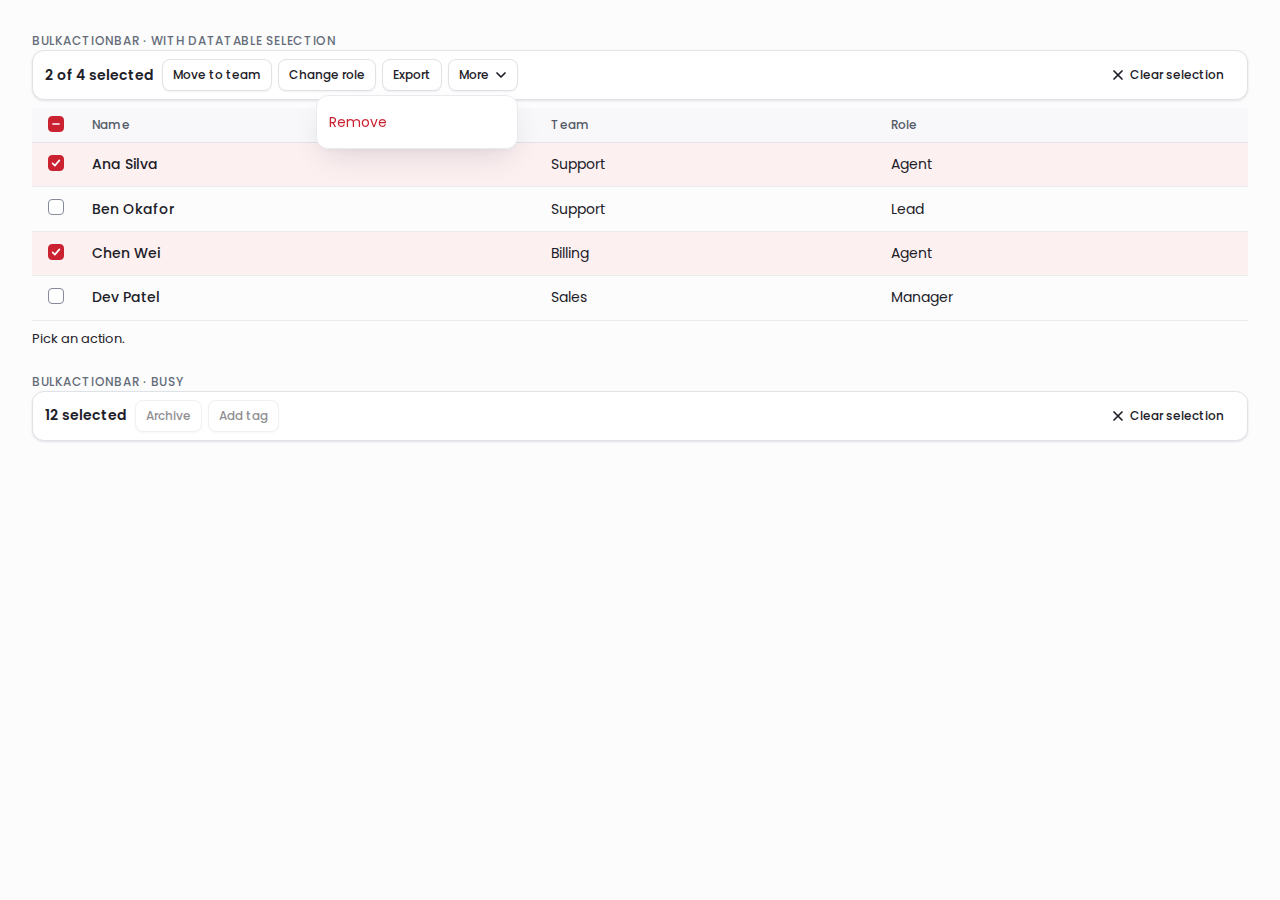 BULKACTIONBAR · WITH DATATABLE SELECTION
2 of 4 selected Move to team Change role Export More Clear selection
Remove
Name Team Role
Ana Silva Support Agent
Ben Okafor Support Lead
Chen Wei Billing Agent
Dev Patel Sales Manager
Pick an action.
BULKACTIONBAR · BUSY
12 selected Archive Add tag Clear selection